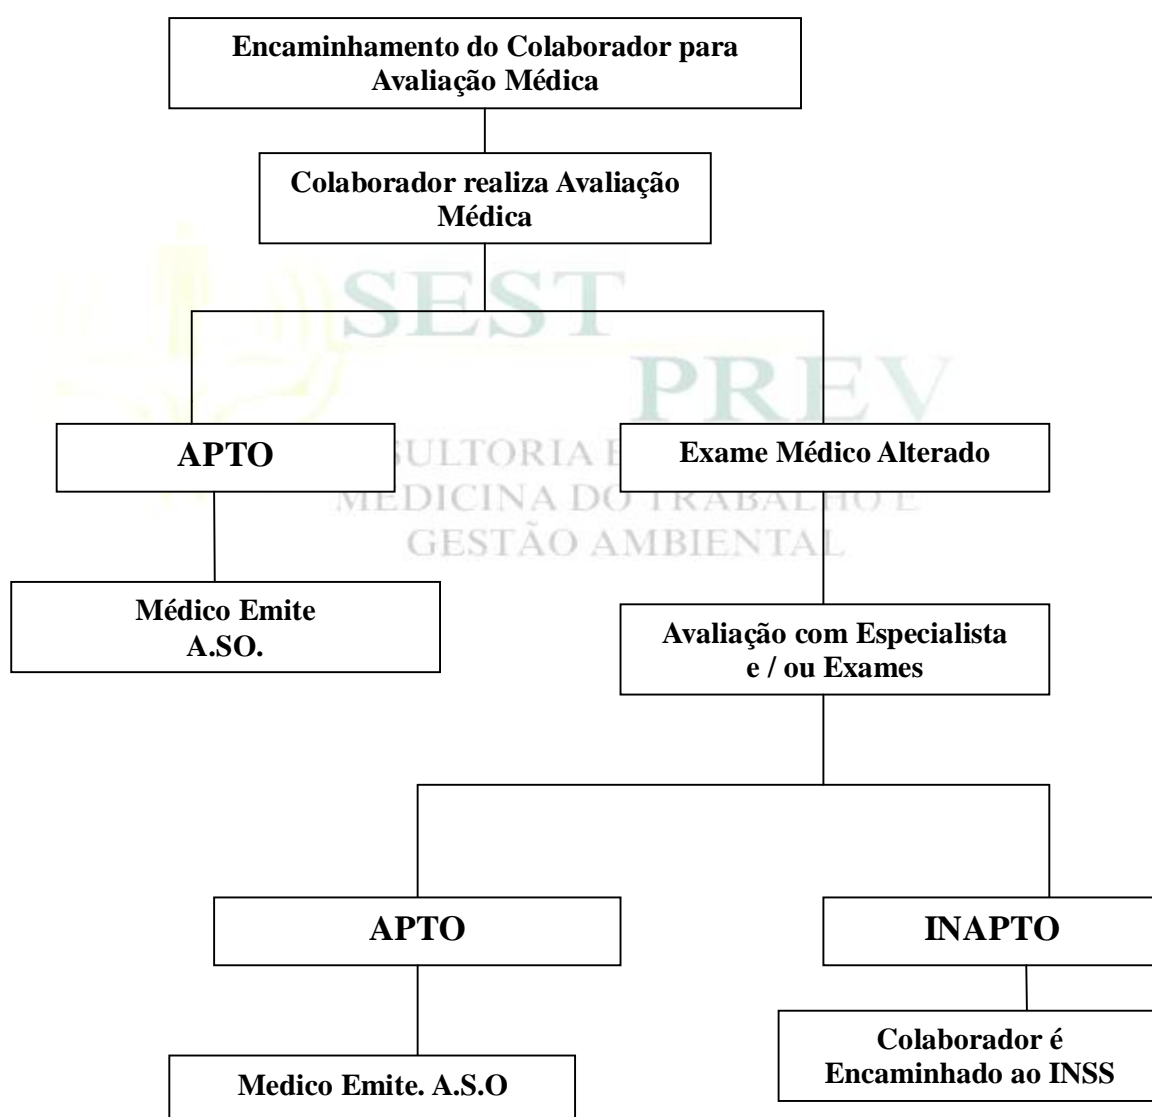 Encaminhamento do Colaborador para
Avaliação Médica
Colaborador realiza Avaliação
Médica
SEST
PREV
APTO
Exame Médico Alterado
SULTORIA E
MEDICINA DO TRABALHO E
GESTÃO AMBIENTAL
Médico Emite
A.SO.
Avaliação com Especialista
e / ou Exames
APTO
INAPTO
Colaborador é
Encaminhado ao INSS
Medico Emite. A.S.O